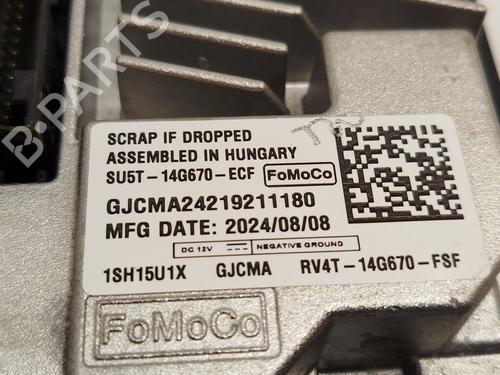 B-PARTS
SCRAP IF DROPPED
ASSEMBLED IN HUNGARY
SU5T-14G670-ECF FoMoCo
GJCMA24219211180
MFG DATE: 2024/08/08
DC 12V NEGATIVE GROUND
1SH15U1X GJCMA RV4T-14G670-FSF
FoMoCo